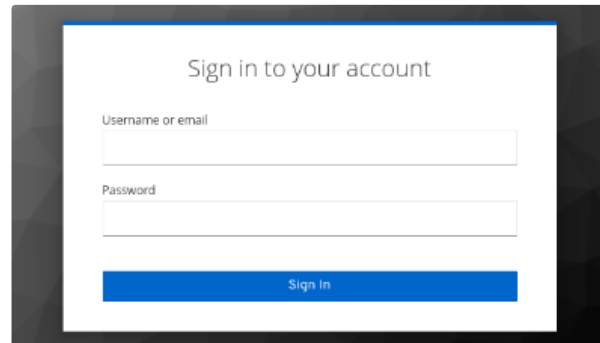 Sign in to your account
Username or email
Password
Sign In